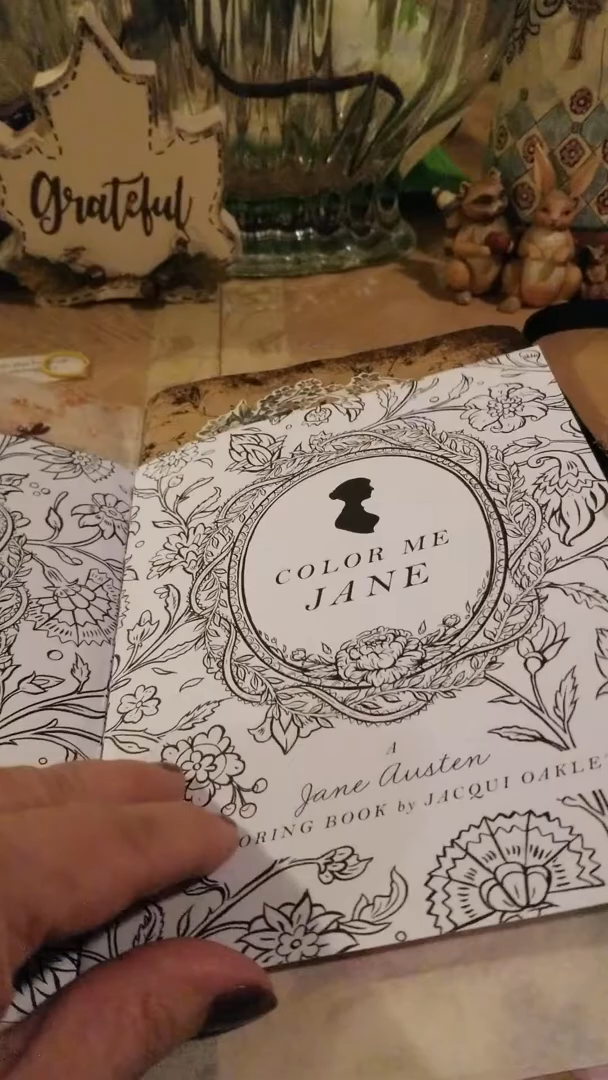 Grateful
COLOR ME
JANE
A
Jane Austen
ORING BOOK by JACQUI OAKLE